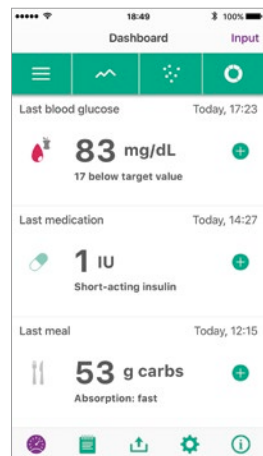 18:49
100%
Dashboard
Input
Last blood glucose
Today, 17:23
83 mg/dL
17 below target value
Last medication
Today, 14:27
1 IU
Short-acting insulin
Last meal
Today, 12:15
53 g carbs
Absorption: fast